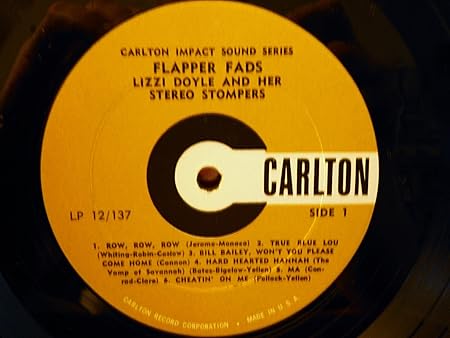 CARLTON IMPACT SOUND SERIES
FLAPPER FADS
LIZZI DOYLE AND HER
STEREO STOMPERS
CARLTON
LP 12/137
SIDE 1
1. ROW, ROW, ROW (Jerome-Monaco) 2. TRUE BLUE LOU
(Whiting-Robin-Coslow) 3. BILL BAILEY, WON'T YOU PLEASE
COME HOME (Cannon) 4. HARD HEARTED HANNAH (The
Vamp of Savannah) (Bates-Bigelow-Yellen) 5. MA (Con-
rad-Clare) 6. CHEATIN' ON ME (Pollack-Yellen)
CARLTON RECORD CORPORATION • MADE IN U.S.A.